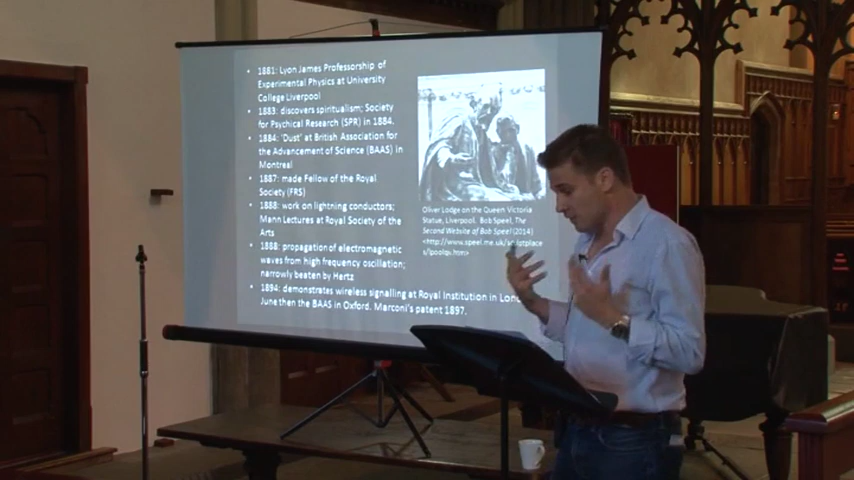 • 1881: Lyon James Professorship of
Experimental Physics at University
College Liverpool
• 1883: discovers spiritualism; Society
for Psychical Research (SPR) in 1884.
• 1884: 'Dust' at British Association for
the Advancement of Science (BAAS) in
Montreal
• 1887: made Fellow of the Royal
Society (FRS)
• 1888: work on lightning conductors;
Mann Lectures at Royal Society of the
Arts
• 1888: propagation of electromagnetic
waves from high frequency oscillation;
narrowly beaten by Hertz
• 1894: demonstrates wireless signalling at Royal Institution in Lon
June then the BAAS in Oxford. Marconi's patent 1897.
Oliver Lodge on the Queen Victoria
Statue, Liverpool. Bob Speel, The
Second Website of Bob Speel (2014)